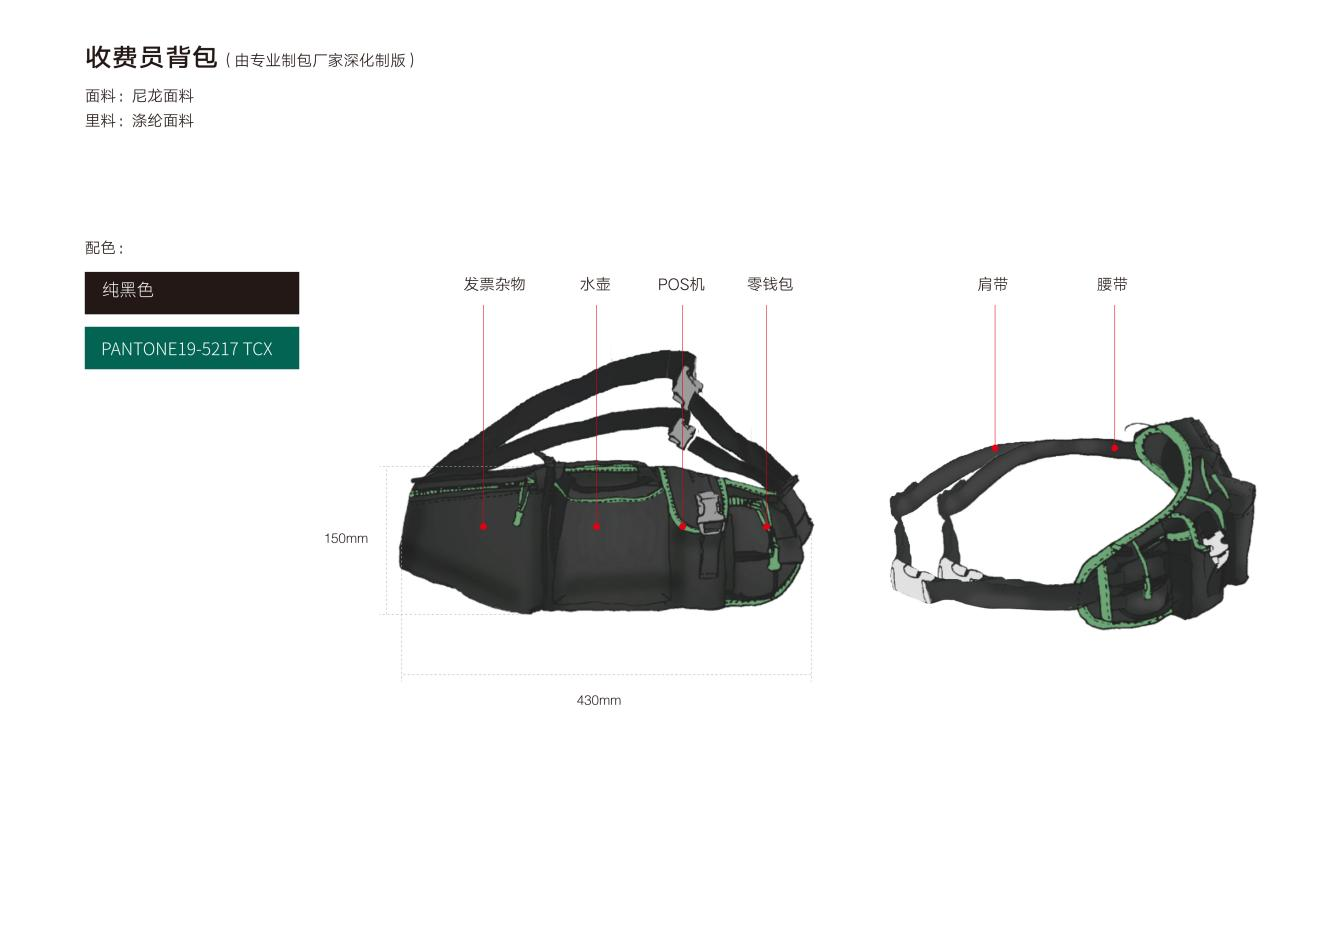 收费员背包（由专业制包厂家深化制版）
面料：尼龙面料
里料：涤纶面料
配色：
纯黑色
PANTONE19-5217 TCX
发票杂物
水壶
POS机
零钱包
肩带
腰带
150mm
430mm